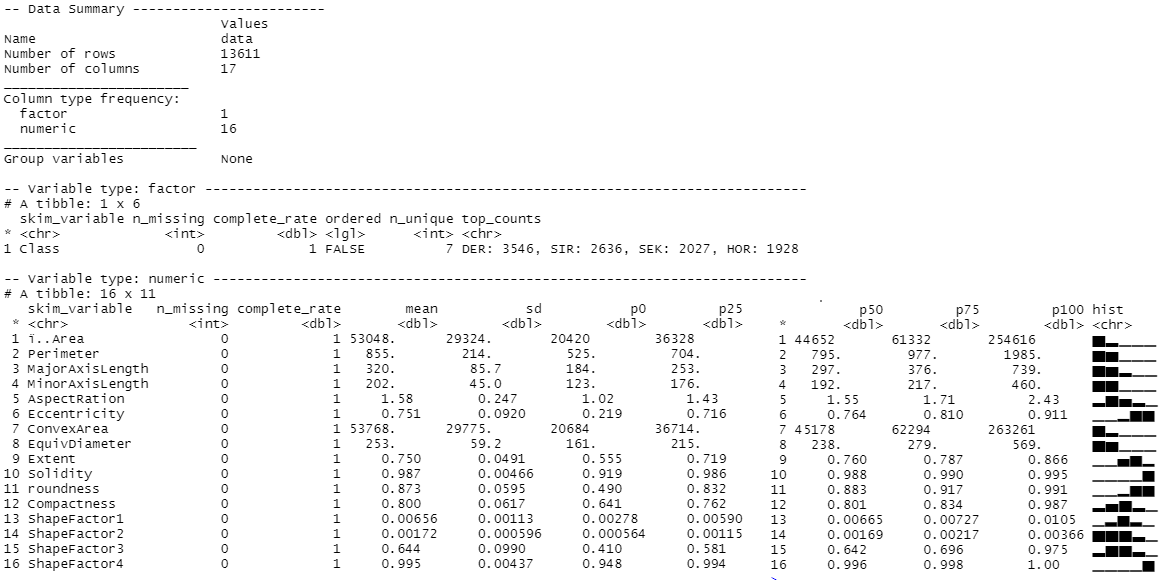 -- Data Summary ------------------------
Values
Name data
Number of rows 13611
Number of columns 17
_______________________
Column type frequency:
factor 1
numeric 16
________________________
Group variables None
-- Variable type: factor ---------------------------------------------------------------------------
# A tibble: 1 x 6
skim_variable n_missing complete_rate ordered n_unique top_counts
* <chr> <int> <dbl> <lgl> <int> <chr>
1 Class 0 1 FALSE 7 DER: 3546, SIR: 2636, SEK: 2027, HOR: 1928
-- Variable type: numeric --------------------------------------------------------------------------
# A tibble: 16 x 11
skim_variable n_missing complete_rate mean sd p0 p25 p50 p75 p100 hist
* <chr> <int> <dbl> <dbl> <dbl> <dbl> <dbl> * <dbl> <dbl> <dbl> <chr>
1 ï..Area 0 1 53048. 29324. 20420 36328 1 44652 61332 254616 ▇▂▁▁▁
2 Perimeter 0 1 855. 214. 525. 704. 2 795. 977. 1985. ▇▇▁▁▁
3 MajorAxisLength 0 1 320. 85.7 184. 253. 3 297. 376. 739. ▇▇▂▁▁
4 MinorAxisLength 0 1 202. 45.0 123. 176. 4 192. 217. 460. ▇▇▁▁▁
5 AspectRation 0 1 1.58 0.247 1.02 1.43 5 1.55 1.71 2.43 ▂▇▅▂▁
6 Eccentricity 0 1 0.751 0.0920 0.219 0.716 6 0.764 0.810 0.911 ▁▁▂▇▇
7 ConvexArea 0 1 53768. 29775. 20684 36714. 7 45178 62294 263261 ▇▂▁▁▁
8 EquivDiameter 0 1 253. 59.2 161. 215. 8 238. 279. 569. ▇▇▁▁▁
9 Extent 0 1 0.750 0.0491 0.555 0.719 9 0.760 0.787 0.866 ▁▁▅▇▂
10 Solidity 0 1 0.987 0.00466 0.919 0.986 10 0.988 0.990 0.995 ▁▁▁▁▇
11 roundness 0 1 0.873 0.0595 0.490 0.832 11 0.883 0.917 0.991 ▁▁▂▇▇
12 Compactness 0 1 0.800 0.0617 0.641 0.762 12 0.801 0.834 0.987 ▂▅▇▂▂
13 ShapeFactor1 0 1 0.00656 0.00113 0.00278 0.00590 13 0.00665 0.00727 0.0105 ▁▂▇▂▁
14 ShapeFactor2 0 1 0.00172 0.000596 0.000564 0.00115 14 0.00169 0.00217 0.00366 ▇▇▇▂▁
15 ShapeFactor3 0 1 0.644 0.0990 0.410 0.581 15 0.642 0.696 0.975 ▂▇▇▂▁
16 ShapeFactor4 0 1 0.995 0.00437 0.948 0.994 16 0.996 0.998 1.00 ▁▁▁▁▇